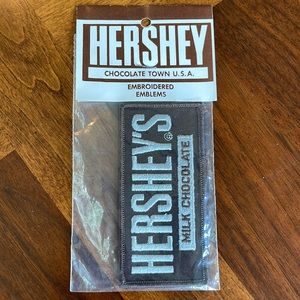 HERSHEY
CHOCOLATE TOWN U.S.A.
EMBROIDERED
EMBLEMS
HERSHEY'S
MILK CHOCOLATE